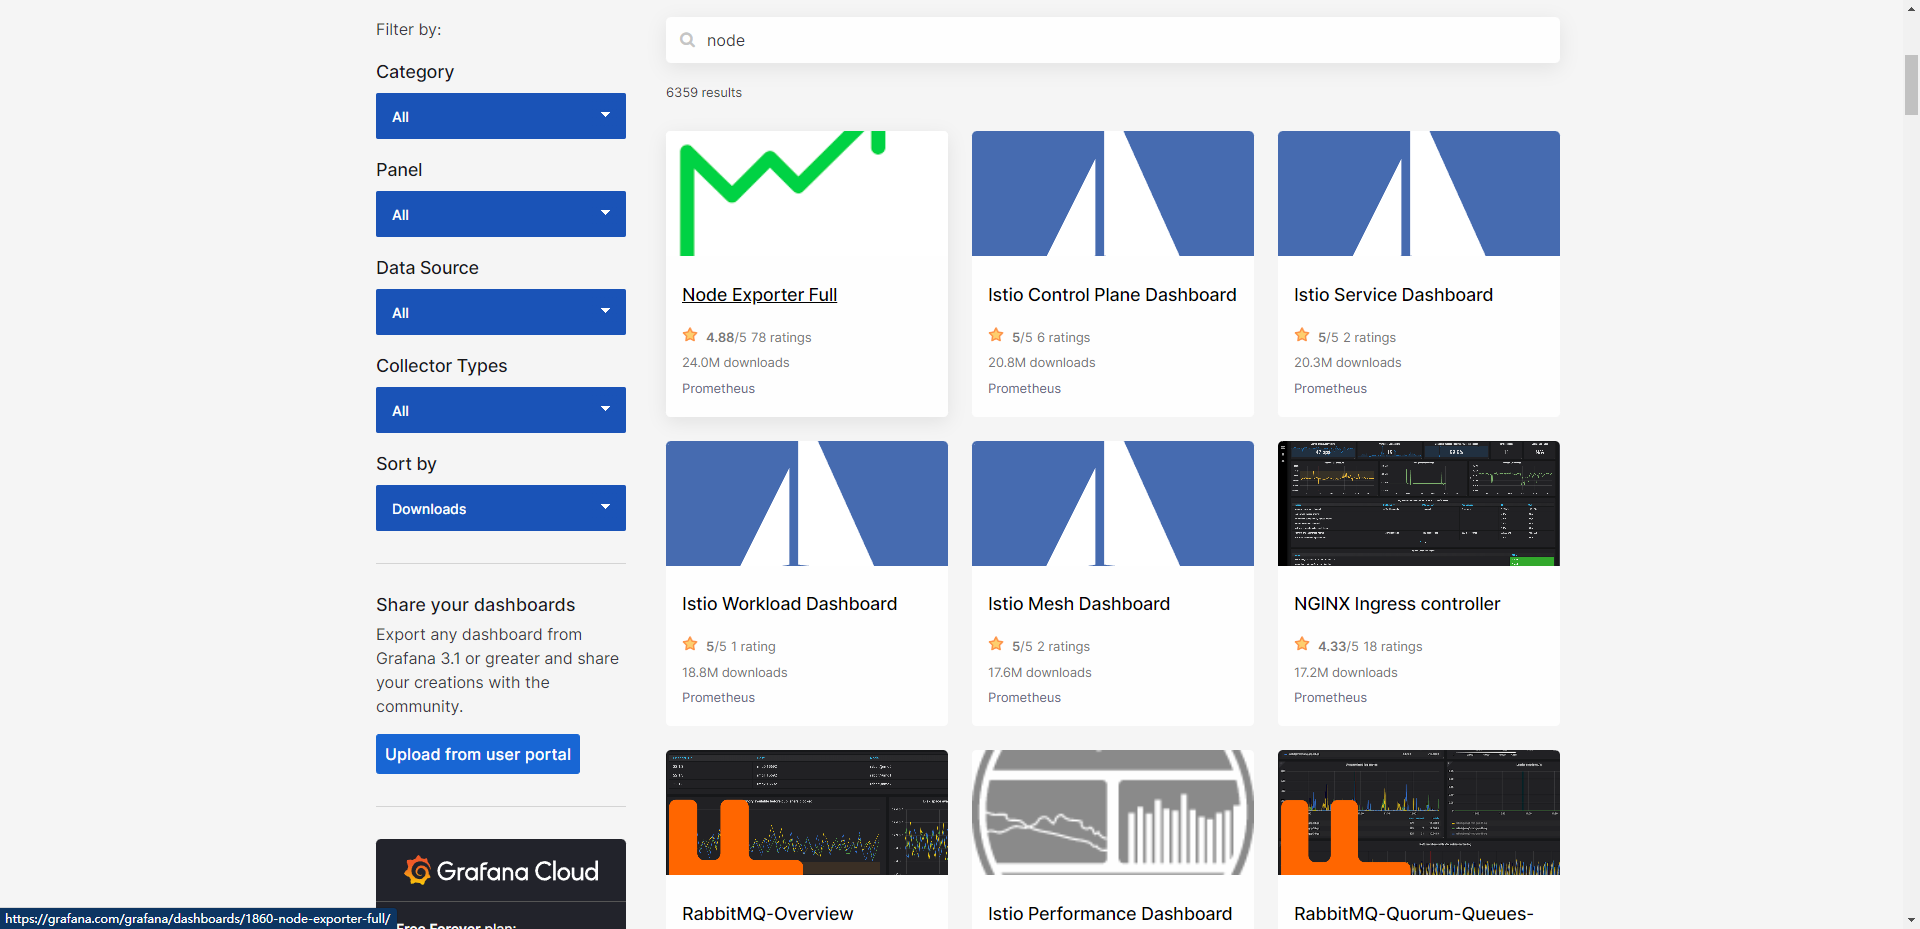 Filter by:
Category
All
Panel
All
Data Source
All
Collector Types
All
Sort by
Downloads
Share your dashboards
Export any dashboard from
Grafana 3.1 or greater and share
your creations with the
community.
Upload from user portal
Grafana Cloud
Free Forever plan:
https://grafana.com/grafana/dashboards/1860-node-exporter-full/
node
6359 results
Node Exporter Full
4.88/5 78 ratings
24.0M downloads
Prometheus
Istio Control Plane Dashboard
5/5 6 ratings
20.8M downloads
Prometheus
Istio Service Dashboard
5/5 2 ratings
20.3M downloads
Prometheus
Istio Workload Dashboard
5/5 1 rating
18.8M downloads
Prometheus
Istio Mesh Dashboard
5/5 2 ratings
17.6M downloads
Prometheus
NGINX Ingress controller
4.33/5 18 ratings
17.2M downloads
Prometheus
RabbitMQ-Overview
Istio Performance Dashboard
RabbitMQ-Quorum-Queues-